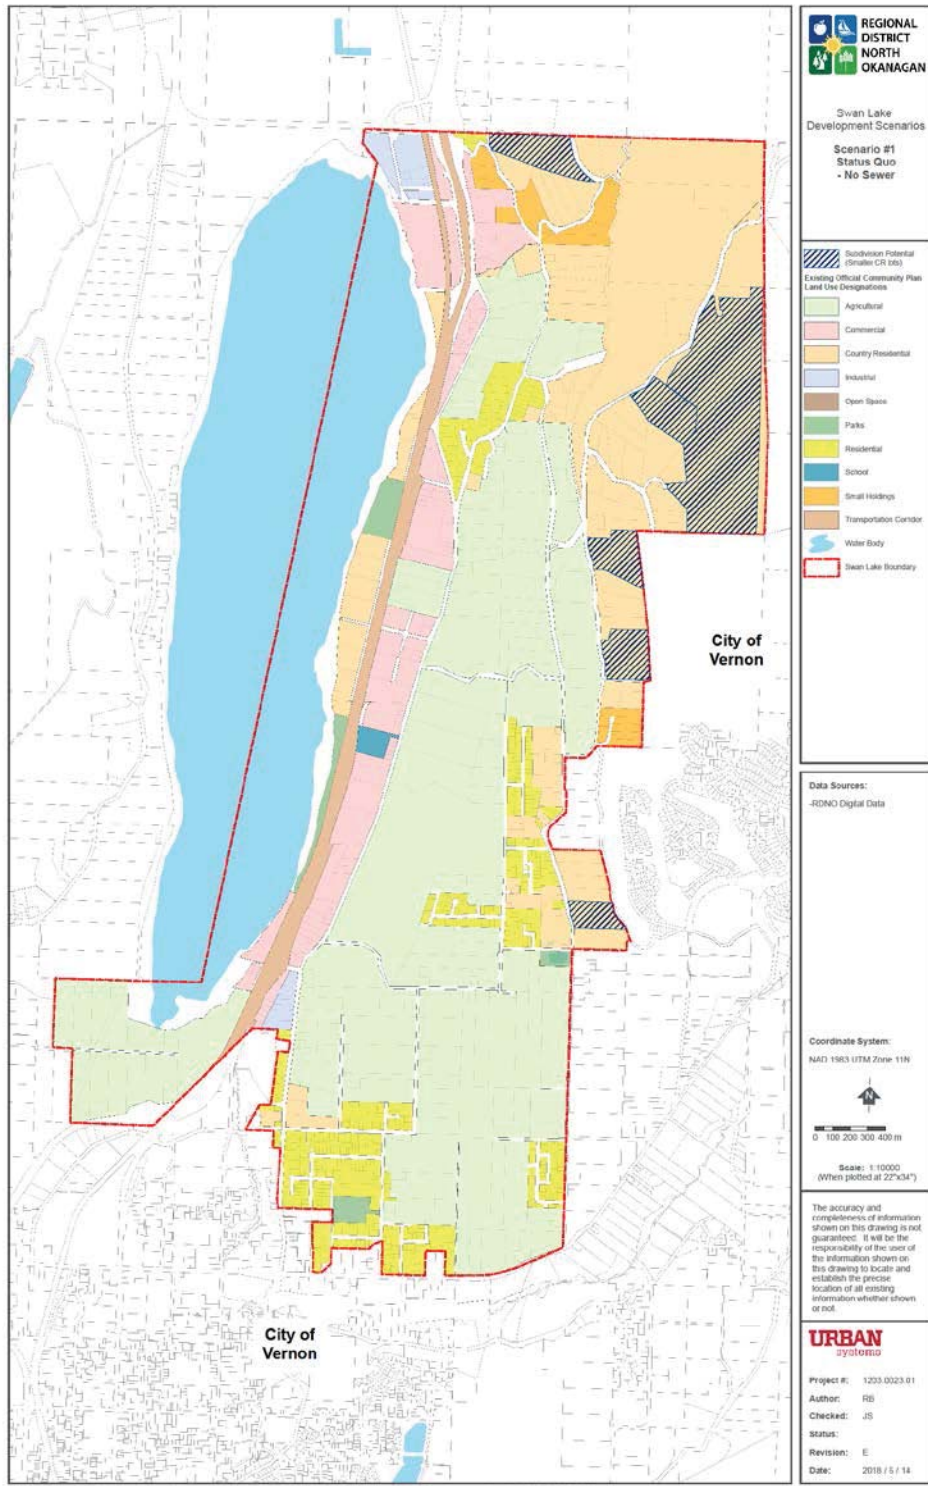 REGIONAL
DISTRICT
NORTH
OKANAGAN
Swan Lake
Development Scenarios
Scenario #1
Status Quo
- No Sewer
Subdivision Potential
(Smaller CR lots)
Existing Official Community Plan
Land Use Designations
Agricultural
Commercial
Country Residential
Industrial
Open Space
Parks
Residential
School
Small Holdings
Transportation Corridor
Water Body
Swan Lake Boundary
City of
Vernon
Data Sources:
-RDNO Digital Data
Coordinate System:
NAD 1983 UTM Zone 11N
N
0 100 200 300 400 m
Scale: 1:10000
(When plotted at 22"x34")
The accuracy and
completeness of information
shown on this drawing is not
guaranteed. It will be the
responsibility of the user of
the information shown on
this drawing to locate and
establish the precise
location of all existing
information whether shown
or not.
City of
Vernon
URBAN
systems
Project #: 1203.0023.01
Author: RB
Checked: JS
Status:
Revision: E
Date: 2018 / 5 / 14